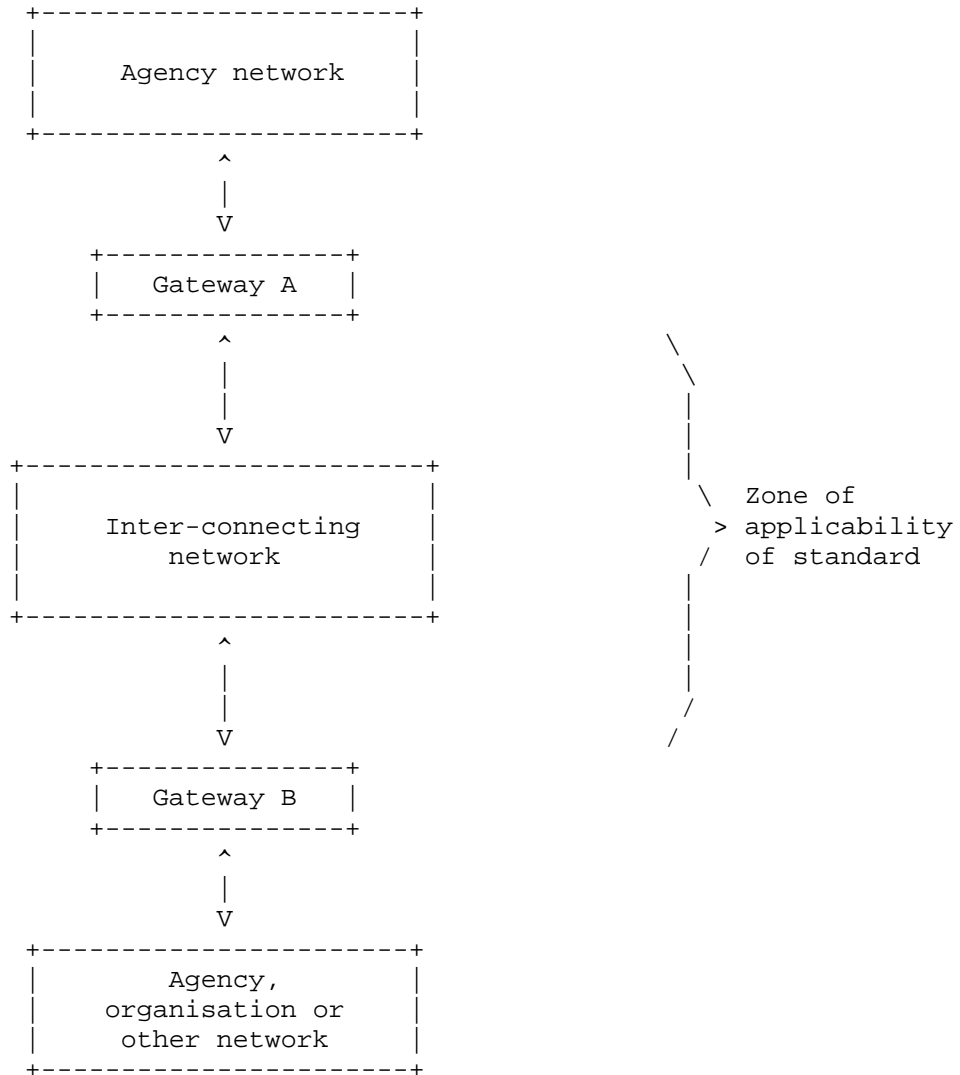 Agency network
Gateway A
Inter-connecting
network
Zone of
applicability
of standard
Gateway B
Agency,
organisation or
other network